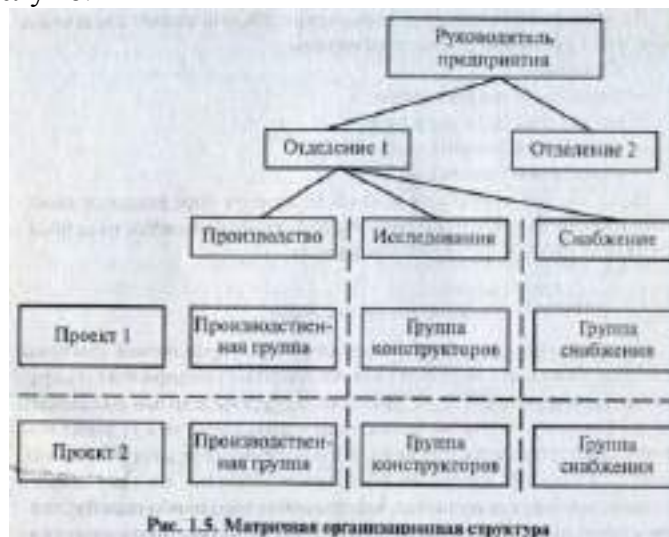 Руководитель
предприятия
Отделение 1
Отделение 2
Производство
Исследования
Снабжение
Проект 1
Производствен-
ная группа
Группа
конструкторов
Группа
снабжения
Проект 2
Производствен-
ная группа
Группа
конструкторов
Группа
снабжения
Рис. 1.5. Матричная организационная структура